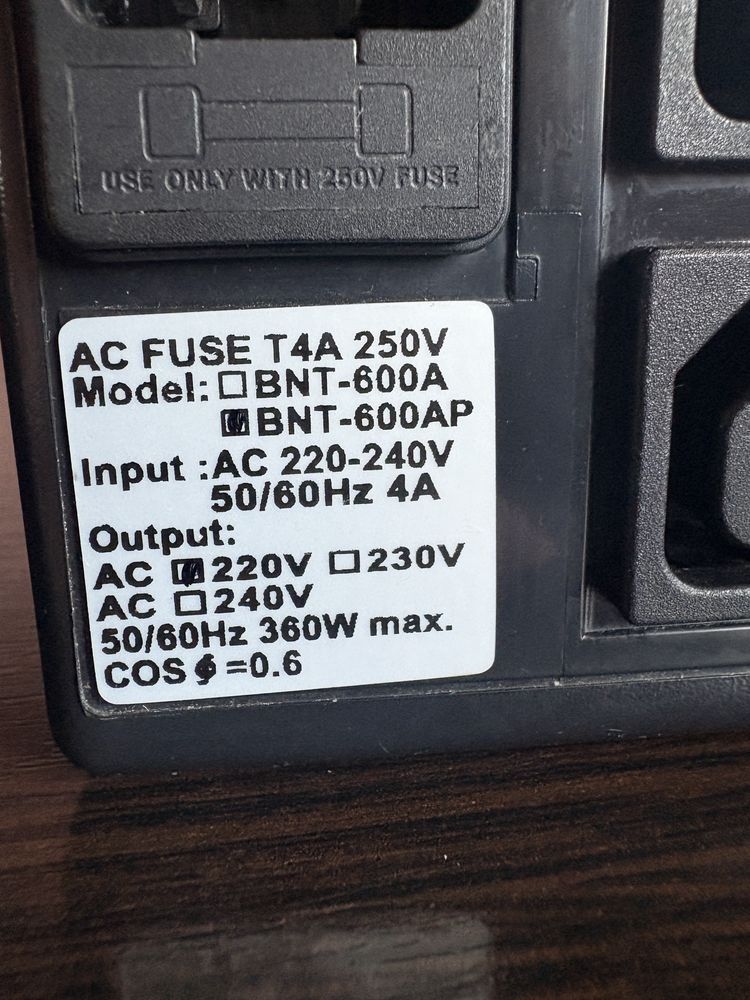 USE ONLY WITH 250V FUSE
AC FUSE T4A 250V
Model: ☐BNT-600A
☑BNT-600AP
Input :AC 220-240V
50/60Hz 4A
Output:
AC ☑220V ☐230V
AC ☐240V
50/60Hz 360W max.
COS ϕ =0.6